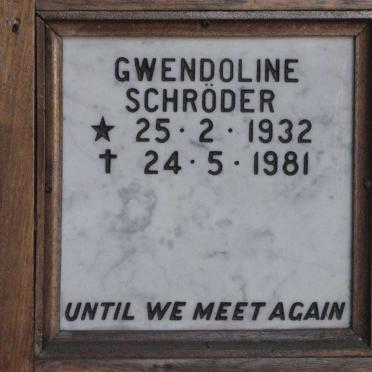 GWENDOLINE
SCHRÖDER
★ 25·2·1932
✝ 24·5·1981
UNTIL WE MEET AGAIN